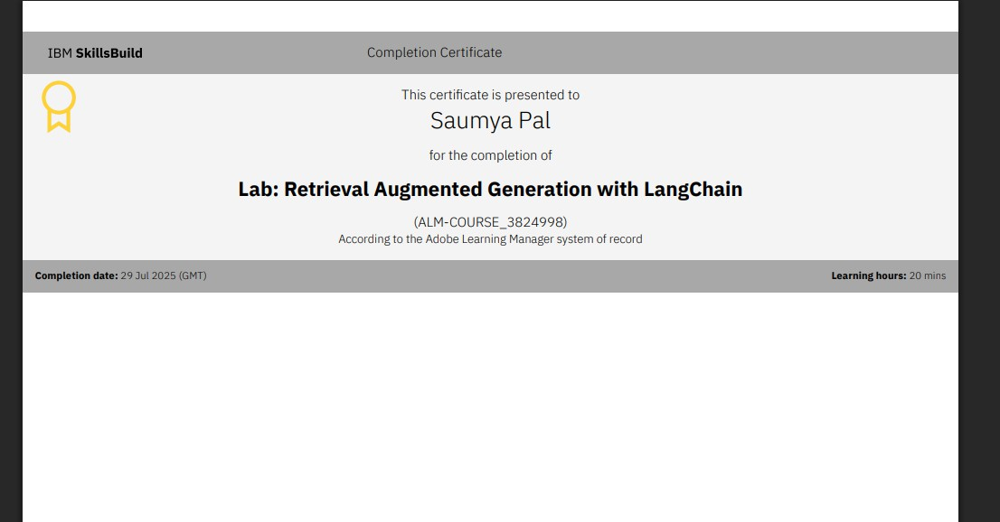 IBM SkillsBuild
Completion Certificate
This certificate is presented to
Saumya Pal
for the completion of
Lab: Retrieval Augmented Generation with LangChain
(ALM-COURSE_3824998)
According to the Adobe Learning Manager system of record
Completion date: 29 Jul 2025 (GMT)
Learning hours: 20 mins